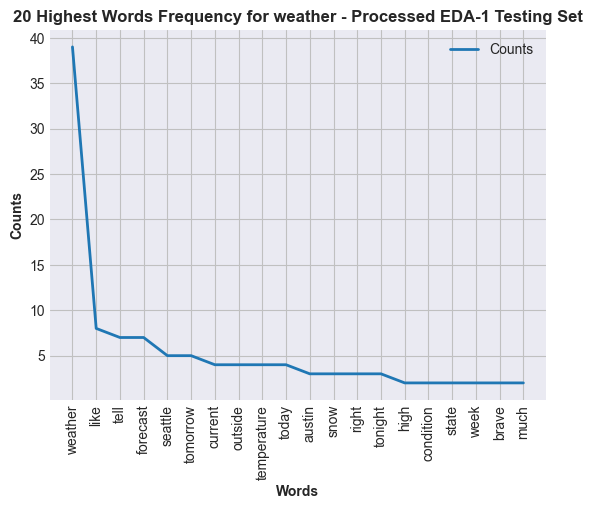 20 Highest Words Frequency for weather - Processed EDA-1 Testing Set
Counts
40
35
30
25
20
15
10
5
Counts
weather
like
tell
forecast
seattle
tomorrow
current
outside
temperature
today
austin
snow
right
tonight
high
condition
state
week
brave
much
Words